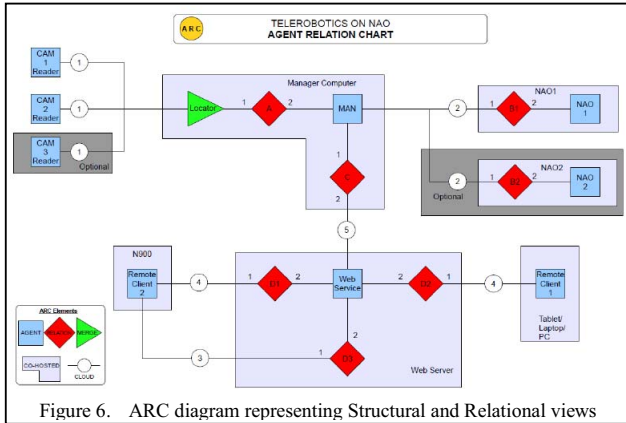 ARC
TELEROBOTICS ON NAO
AGENT RELATION CHART
CAM
1
Reader
1
CAM
2
Reader
1
CAM
3
Reader
1
Optional
Manager Computer
Locator
1
A
2
MAN
1
C
2
2
NAO1
1
B1
2
NAO
1
2
Optional
NAO2
1
B2
2
NAO
2
5
N900
Remote
Client
2
4
1
D1
2
Web
Service
2
D2
1
4
Remote
Client
1
Tablet/
Laptop/
PC
3
1
D3
2
Web Server
ARC Elements
AGENT
RELATION
MERGE
CO-HOSTED
CLOUD
Figure 6. ARC diagram representing Structural and Relational views